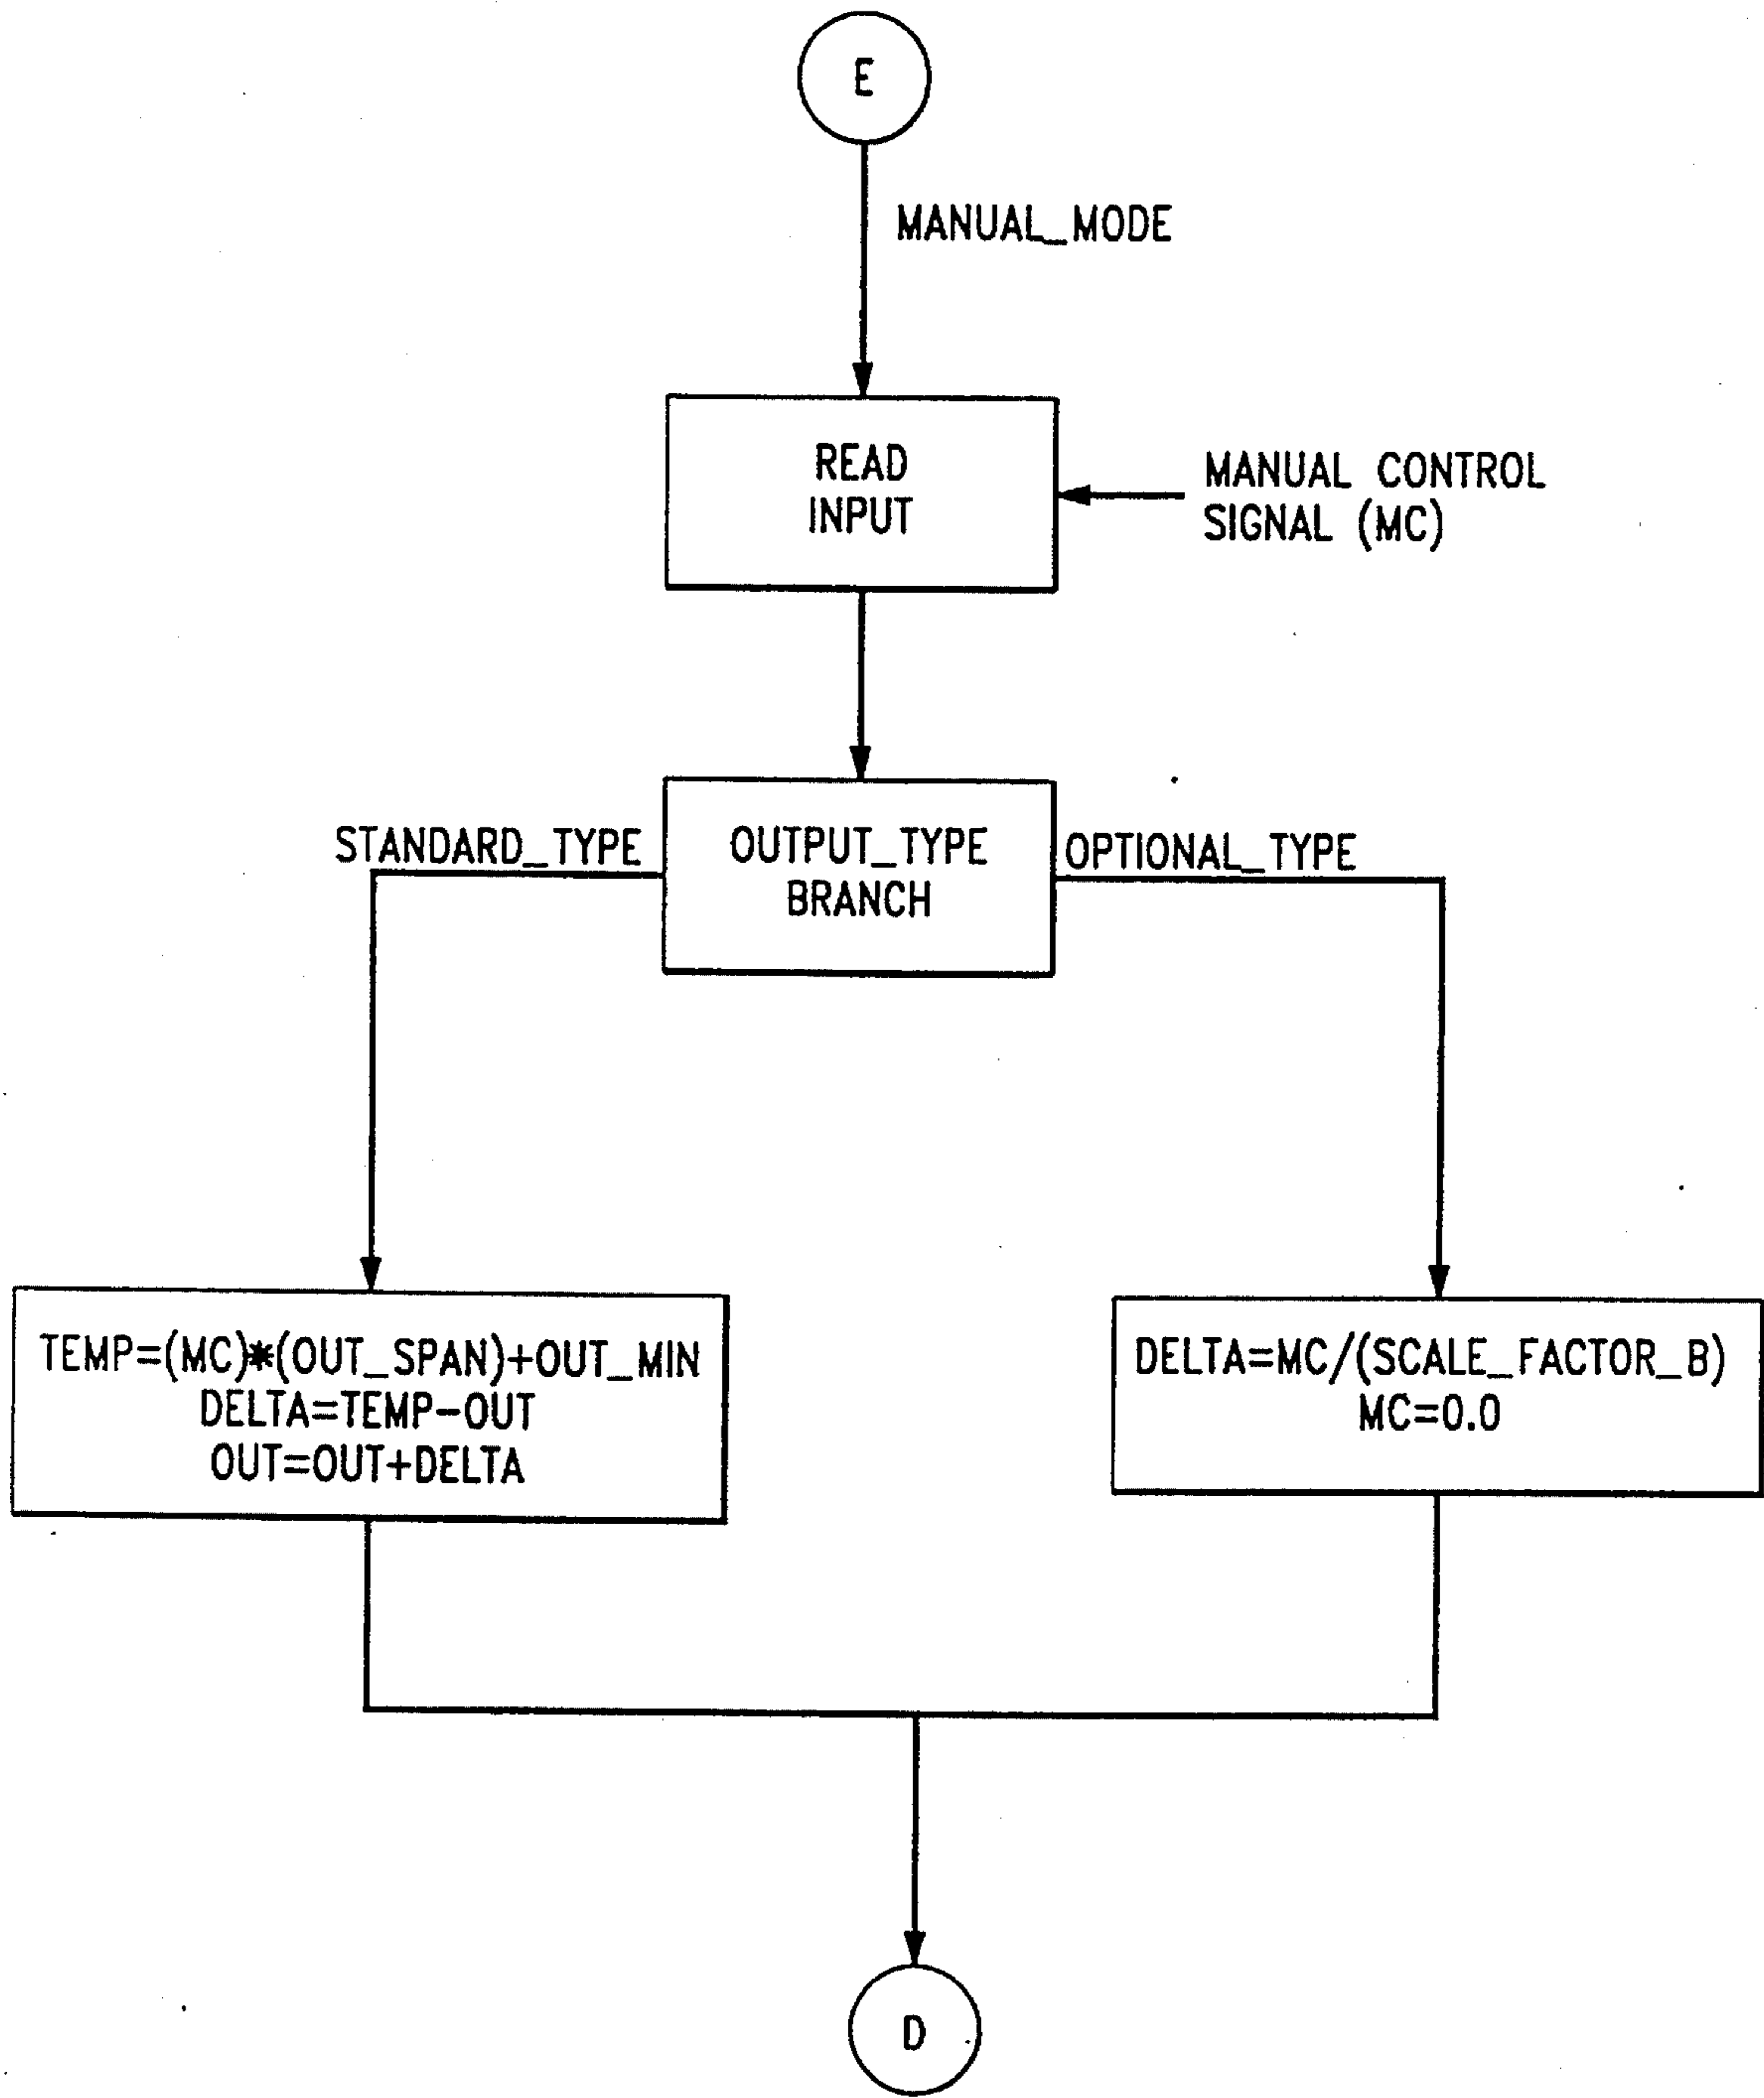 E
MANUAL_MODE
READ
INPUT
MANUAL CONTROL
SIGNAL (MC)
STANDARD_TYPE
OUTPUT_TYPE
BRANCH
OPTIONAL_TYPE
TEMP=(MC)*(OUT_SPAN)+OUT_MIN
DELTA=TEMP-OUT
OUT=OUT+DELTA
DELTA=MC/(SCALE_FACTOR_B)
MC=0.0
D